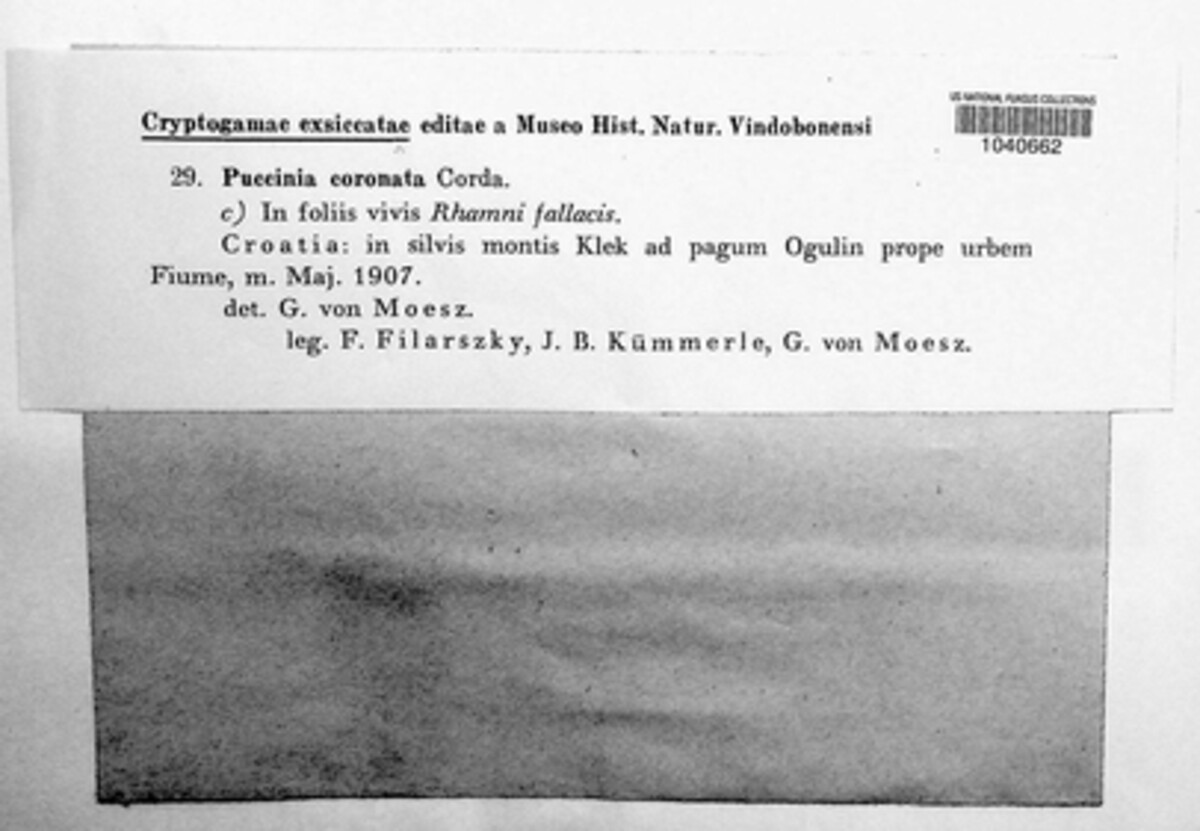 Cryptogamae exsiccatae editae a Museo Hist. Natur. Vindobonensi
US NATIONAL FUNGUS COLLECTIONS
1040662
29. Puccinia coronata Corda.
c) In foliis vivis Rhamni fallacis.
Croatia: in silvis montis Klek ad pagum Ogulin prope urbem
Fiume, m. Maj. 1907.
det. G. von Moesz.
leg. F. Filarszky, J. B. Kümmerle, G. von Moesz.